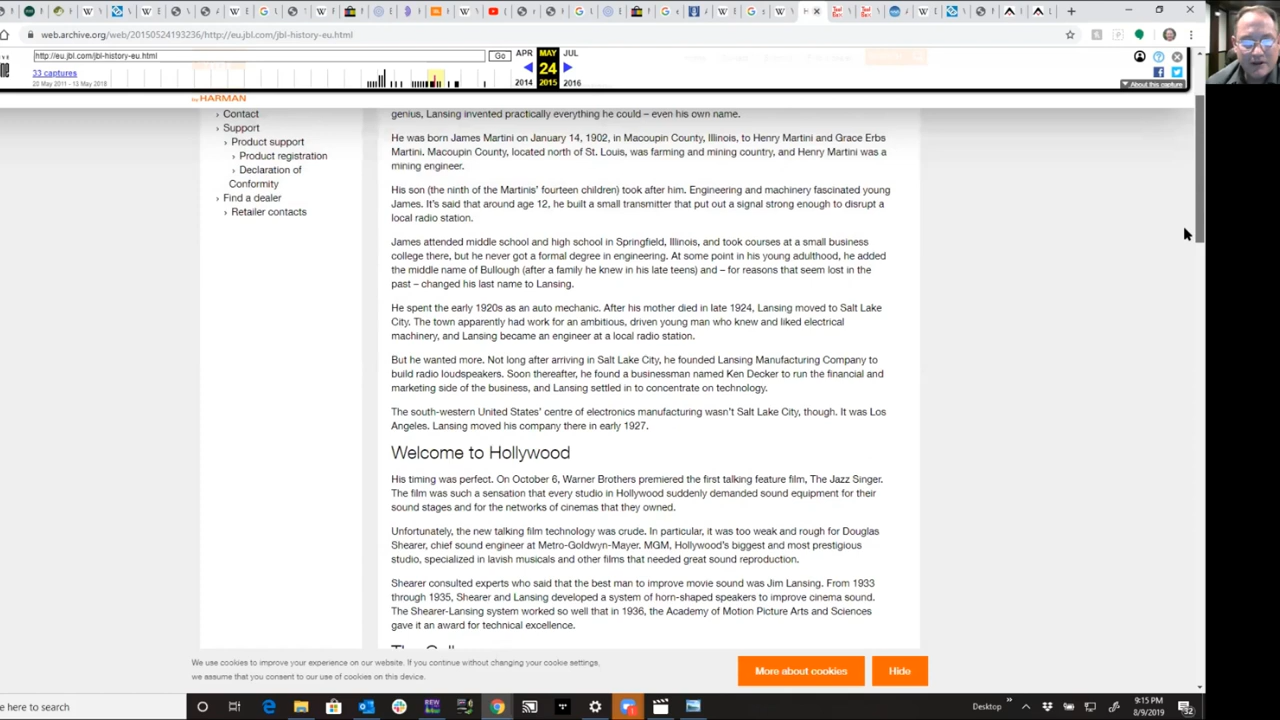 web.archive.org/web/20150524193236/http://eu.jbl.com/jbl-history-eu.html
http://eu.jbl.com/jbl-history-eu.html
Go
APR
MAY
JUL
33 captures
24
20 May 2011 - 13 May 2018
2014
2015
2016
About this capture
by HARMAN
› Contact
› Support
› Product support
› Product registration
› Declaration of
Conformity
› Find a dealer
› Retailer contacts
genius, Lansing invented practically everything he could – even his own name.
He was born James Martini on January 14, 1902, in Macoupin County, Illinois, to Henry Martini and Grace Erbs
Martini. Macoupin County, located north of St. Louis, was farming and mining country, and Henry Martini was a
mining engineer.
His son (the ninth of the Martinis' fourteen children) took after him. Engineering and machinery fascinated young
James. It's said that around age 12, he built a small transmitter that put out a signal strong enough to disrupt a
local radio station.
James attended middle school and high school in Springfield, Illinois, and took courses at a small business
college there, but he never got a formal degree in engineering. At some point in his young adulthood, he added
the middle name of Bullough (after a family he knew in his late teens) and – for reasons that seem lost in the
past – changed his last name to Lansing.
He spent the early 1920s as an auto mechanic. After his mother died in late 1924, Lansing moved to Salt Lake
City. The town apparently had work for an ambitious, driven young man who knew and liked electrical
machinery, and Lansing became an engineer at a local radio station.
But he wanted more. Not long after arriving in Salt Lake City, he founded Lansing Manufacturing Company to
build radio loudspeakers. Soon thereafter, he found a businessman named Ken Decker to run the financial and
marketing side of the business, and Lansing settled in to concentrate on technology.
The south-western United States' centre of electronics manufacturing wasn't Salt Lake City, though. It was Los
Angeles. Lansing moved his company there in early 1927.
Welcome to Hollywood
His timing was perfect. On October 6, Warner Brothers premiered the first talking feature film, The Jazz Singer.
The film was such a sensation that every studio in Hollywood suddenly demanded sound equipment for their
sound stages and for the networks of cinemas that they owned.
Unfortunately, the new talking film technology was crude. In particular, it was too weak and rough for Douglas
Shearer, chief sound engineer at Metro-Goldwyn-Mayer. MGM, Hollywood's biggest and most prestigious
studio, specialized in lavish musicals and other films that needed great sound reproduction.
Shearer consulted experts who said that the best man to improve movie sound was Jim Lansing. From 1933
through 1935, Shearer and Lansing developed a system of horn-shaped speakers to improve cinema sound.
The Shearer-Lansing system worked so well that in 1936, the Academy of Motion Picture Arts and Sciences
gave it an award for technical excellence.
We use cookies to improve your experience on our website. If you continue without changing your cookie settings,
we assume that you consent to our use of cookies on this device.
More about cookies
Hide
here to search
Desktop
9:15 PM
8/9/2019
32